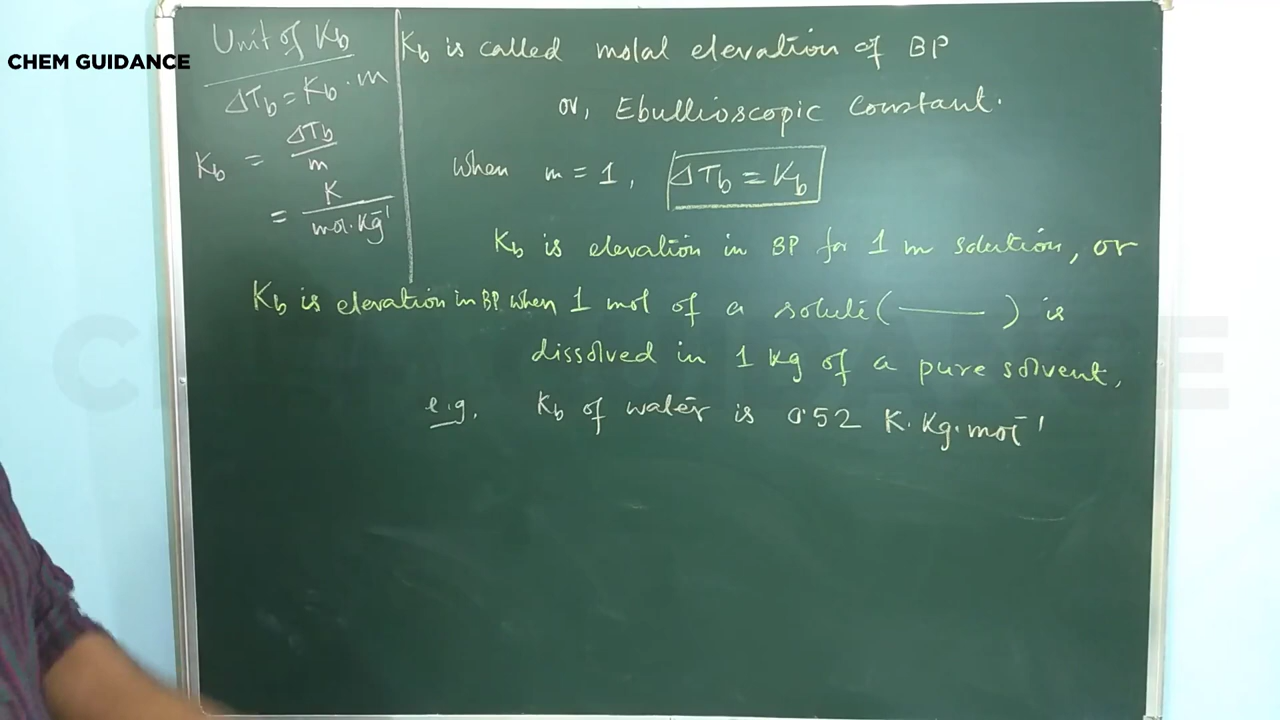 CHEM GUIDANCE
Unit of Kb
ΔTb = Kb · m
Kb = ΔTb / m
= K / mol·Kg⁻¹
Kb is called molal elevation of BP
or, Ebullioscopic Constant.
When m = 1, ΔTb = Kb
Kb is elevation in BP for 1 m solution, or
Kb is elevation in BP when 1 mol of a solute ( —— ) is
dissolved in 1 kg of a pure solvent,
e.g. Kb of water is 0.52 K·Kg·mol⁻¹